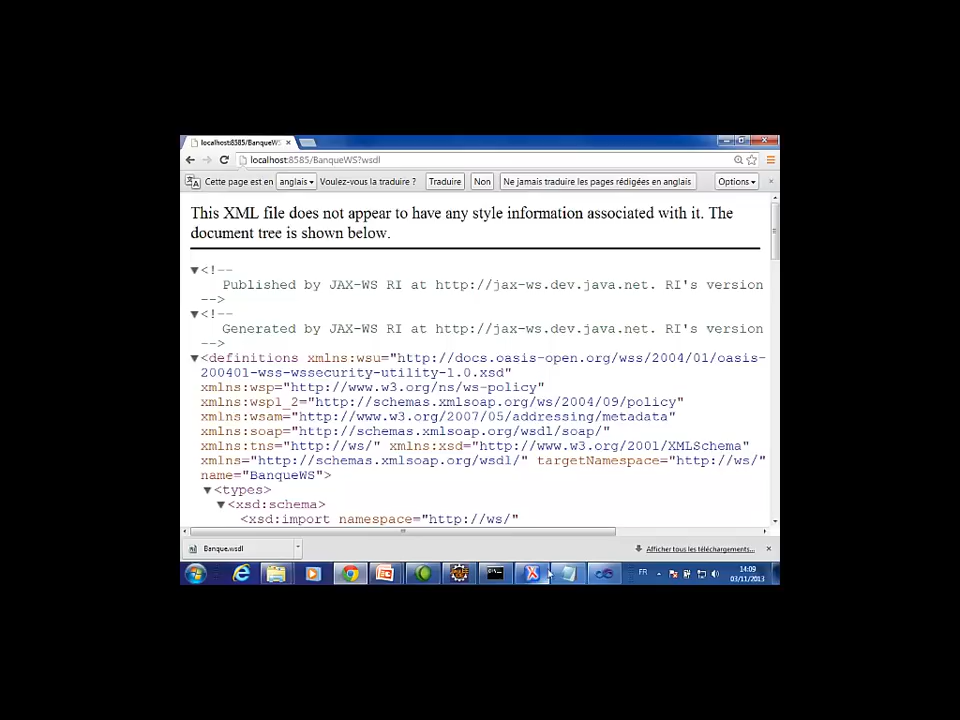 localhost:8585/BanqueWS
localhost:8585/BanqueWS?wsdl
Cette page est en anglais Voulez-vous la traduire ? Traduire Non Ne jamais traduire les pages rédigées en anglais Options
This XML file does not appear to have any style information associated with it. The
document tree is shown below.
<!--
Published by JAX-WS RI at http://jax-ws.dev.java.net. RI's version
-->
<!--
Generated by JAX-WS RI at http://jax-ws.dev.java.net. RI's version
-->
<definitions xmlns:wsu="http://docs.oasis-open.org/wss/2004/01/oasis-
200401-wss-wssecurity-utility-1.0.xsd"
xmlns:wsp="http://www.w3.org/ns/ws-policy"
xmlns:wsp1_2="http://schemas.xmlsoap.org/ws/2004/09/policy"
xmlns:wsam="http://www.w3.org/2007/05/addressing/metadata"
xmlns:soap="http://schemas.xmlsoap.org/wsdl/soap/"
xmlns:tns="http://ws/" xmlns:xsd="http://www.w3.org/2001/XMLSchema"
xmlns="http://schemas.xmlsoap.org/wsdl/" targetNamespace="http://ws/"
name="BanqueWS">
<types>
<xsd:schema>
<xsd:import namespace="http://ws/"
Banque.wsdl
Afficher tous les téléchargements...
FR
14:09
03/11/2013